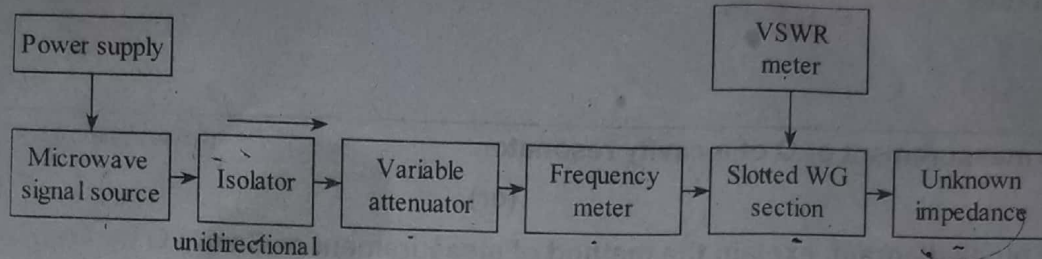 Power supply
VSWR
meter
Microwave
signal source
Isolator
Variable
attenuator
Frequency
meter
Slotted WG
section
Unknown
impedance
unidirectional